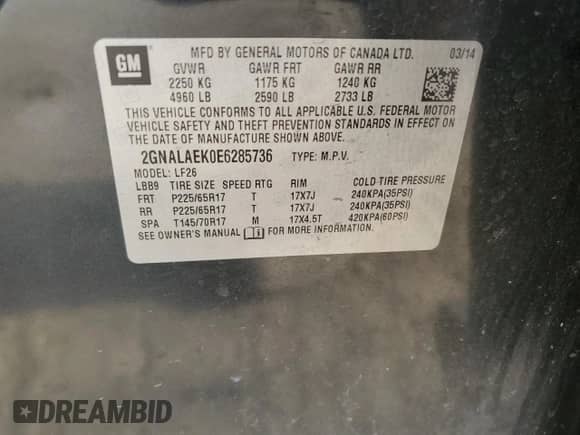 GM
MFD BY GENERAL MOTORS OF CANADA LTD. 03/14
GVWR GAWR FRT GAWR RR
2250 KG 1175 KG 1240 KG
4960 LB 2590 LB 2733 LB
THIS VEHICLE CONFORMS TO ALL APPLICABLE U.S. FEDERAL MOTOR
VEHICLE SAFETY AND THEFT PREVENTION STANDARDS IN EFFECT ON
THE DATE OF MANUFACTURE SHOWN ABOVE.
2GNALAEK0E6285736 TYPE: M.P.V.
MODEL: LF26
LBB9 TIRE SIZE SPEED RTG RIM COLD TIRE PRESSURE
FRT P225/65R17 T 17X7J 240KPA(35PSI)
RR P225/65R17 T 17X7J 240KPA(35PSI)
SPA T145/70R17 M 17X4.5T 420KPA(60PSI)
SEE OWNER'S MANUAL FOR MORE INFORMATION.
DREAMBID